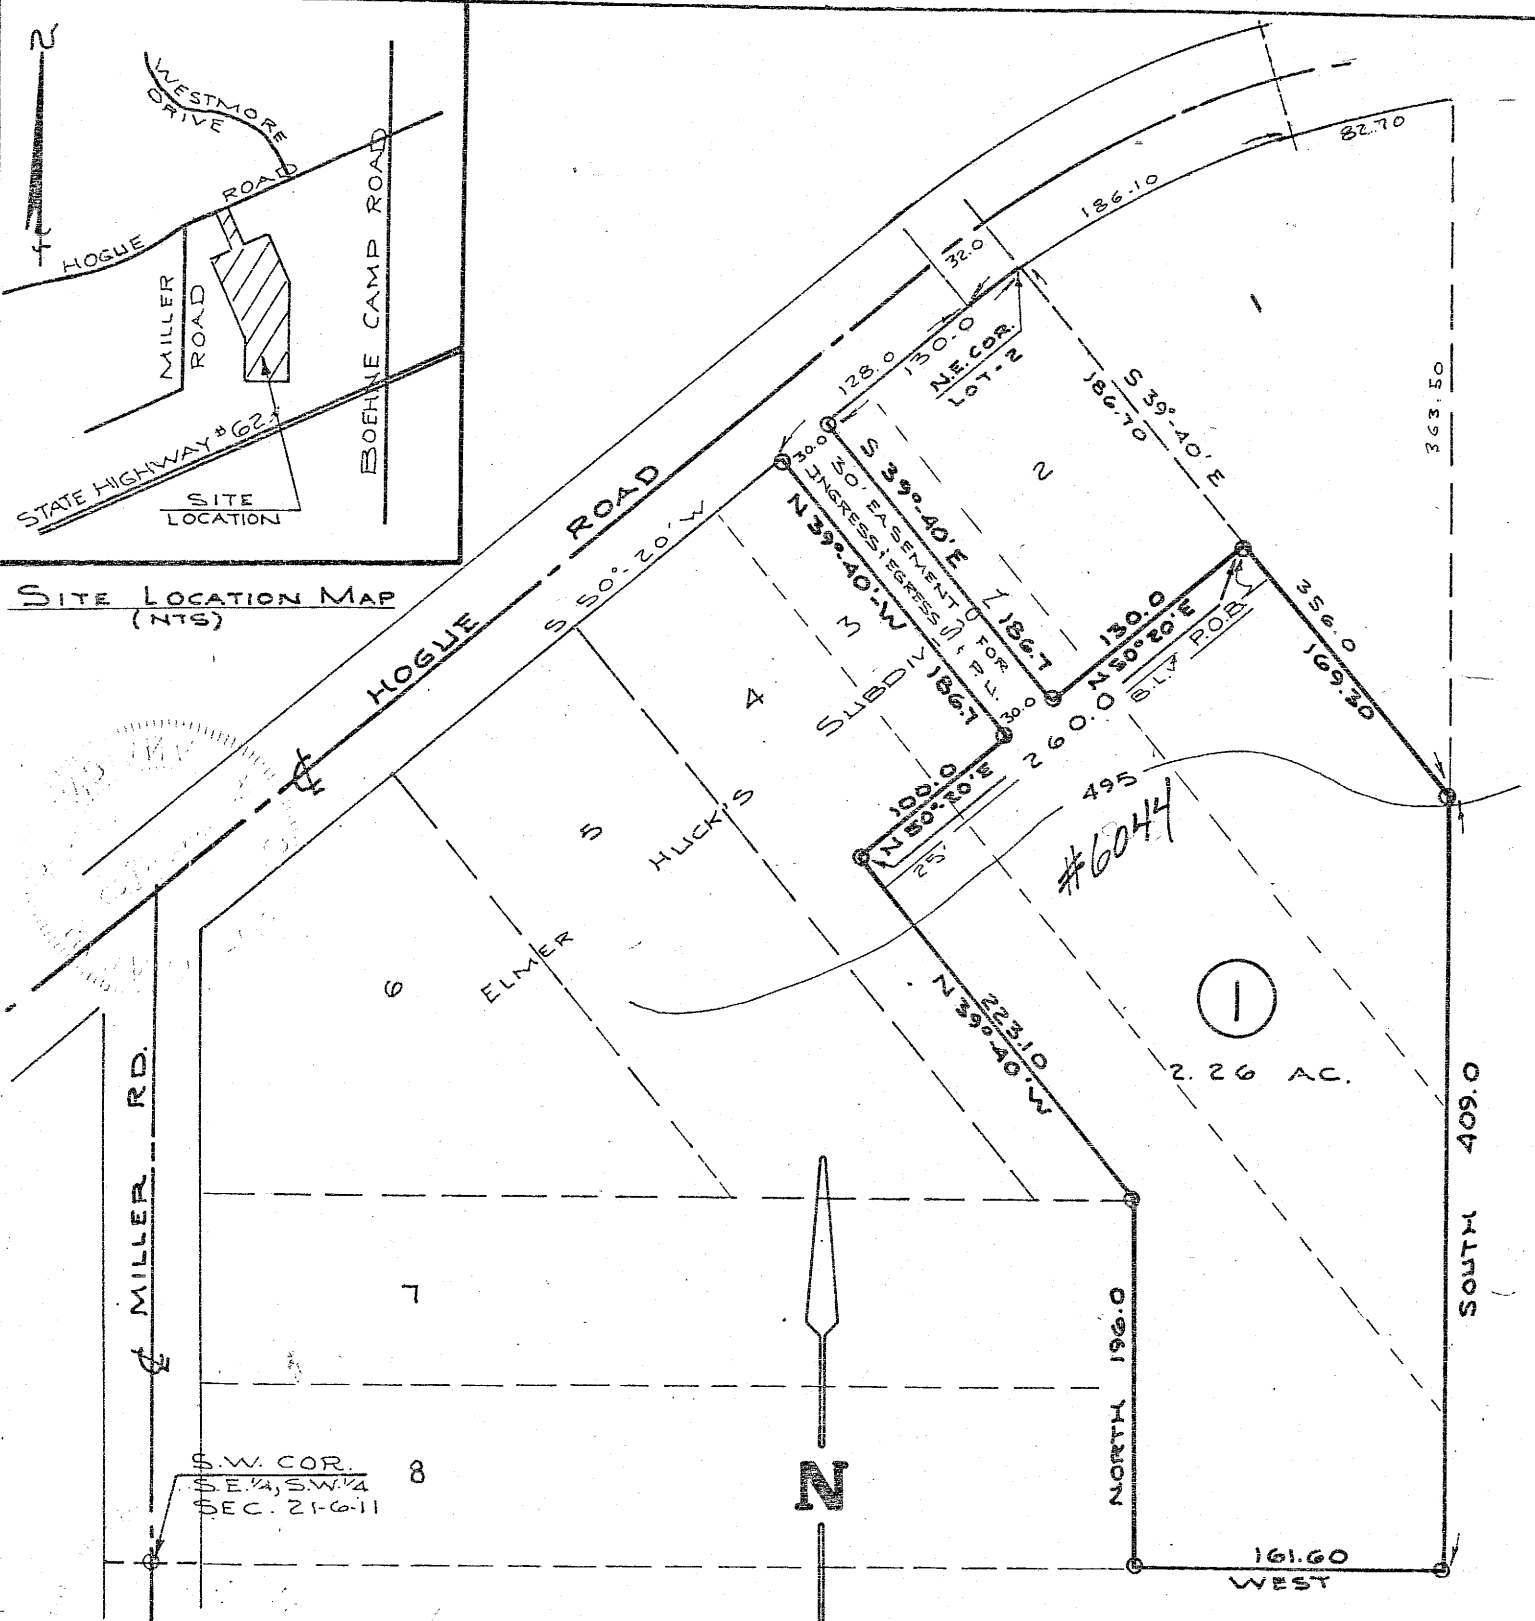 N
WESTMORE
DRIVE
ROAD
HOGUE
MILLER
ROAD
BOEHNE CAMP ROAD
STATE HIGHWAY #62
SITE
LOCATION
SITE LOCATION MAP
(NTS)
82.70
186.10
32.0
130.0
128.0
N.E. COR.
LOT-2
S 39°-40' E
186.70
363.50
30.0
S 39°-40' E
186.7
30' EASEMENT FOR
INGRESS; EGRESS & P.U.
N 39°-40'-W
186.7
30.0
2
HOGUE ROAD
S 50°-20' W
130.0
N 50°20'E
B.L.
P.O.B.
260.0
356.0
169.30
3
4
5
6
ELMER HUCK'S SUBDIVISION
100.0
N 50°-20'E
25'
495
#6044
223.10
N 39°-40'W
1
2.26 AC.
SOUTH 409.0
MILLER RD.
7
NORTH 196.0
8
S.W. COR.
S.E.1/4, S.W.1/4
SEC. 21-6-11
N
161.60
WEST